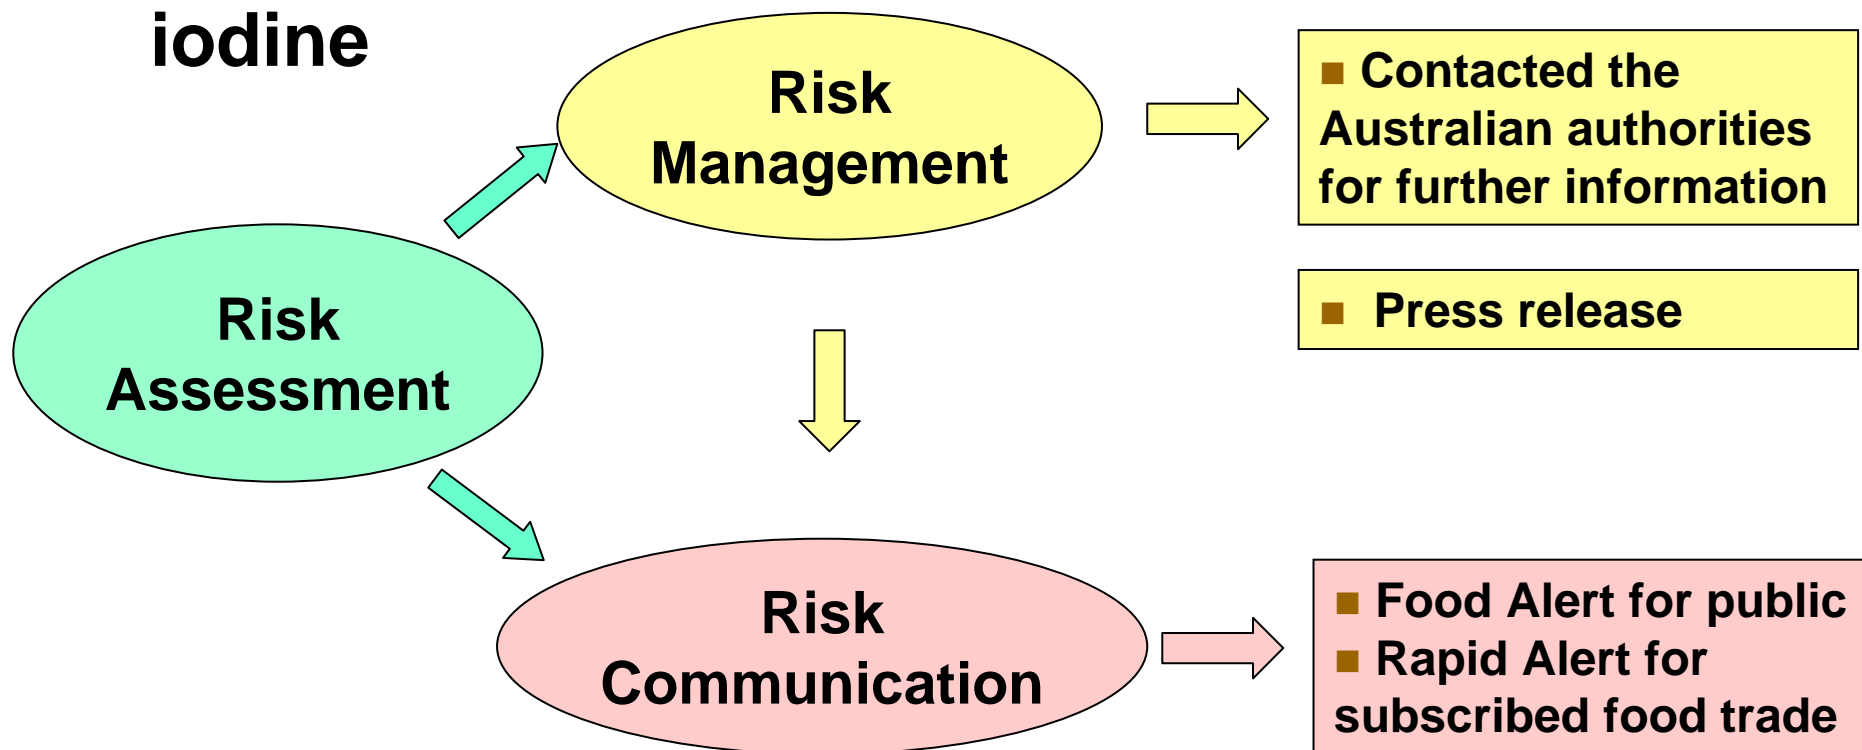 iodine
Risk
Management
■ Contacted the
Australian authorities
for further information
■ Press release
Risk
Assessment
Risk
Communication
■ Food Alert for public
■ Rapid Alert for
subscribed food trade